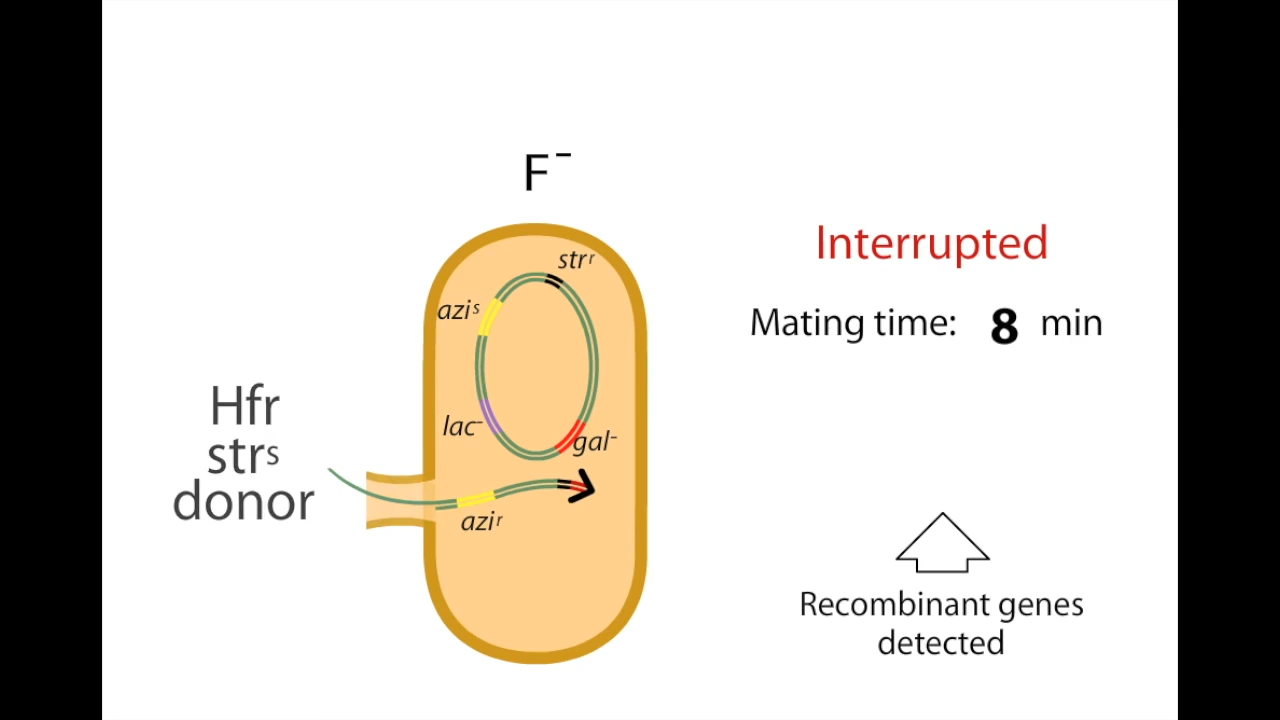 F⁻
strʳ
aziˢ
lac⁻
gal⁻
aziʳ
Hfr
strˢ
donor
Interrupted
Mating time: 8 min
Recombinant genes
detected